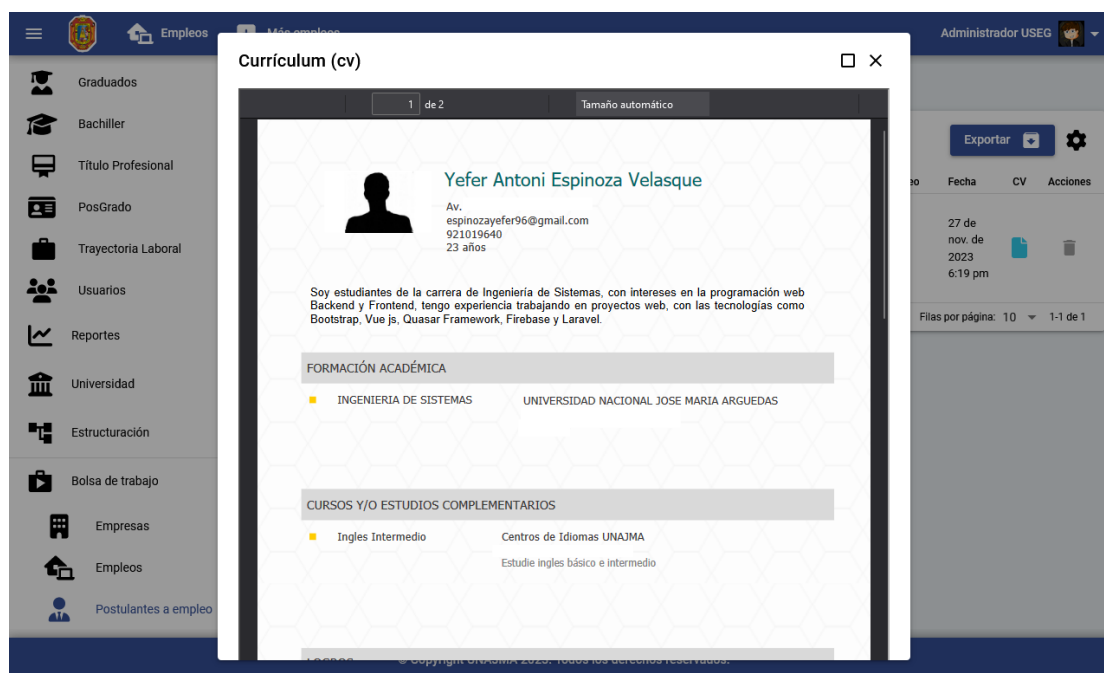 Empleos
Más empleos
Administrador USEG
Graduados
Bachiller
Título Profesional
PosGrado
Trayectoria Laboral
Usuarios
Reportes
Universidad
Estructuración
Bolsa de trabajo
Empresas
Empleos
Postulantes a empleo
Currículum (cv)
1 de 2
Tamaño automático
Yefer Antoni Espinoza Velasque
Av.
espinozayefer96@gmail.com
921019640
23 años
Soy estudiantes de la carrera de Ingeniería de Sistemas, con intereses en la programación web
Backend y Frontend, tengo experiencia trabajando en proyectos web, con las tecnologías como
Bootstrap, Vue js, Quasar Framework, Firebase y Laravel.
FORMACIÓN ACADÉMICA
INGENIERIA DE SISTEMAS UNIVERSIDAD NACIONAL JOSE MARIA ARGUEDAS
CURSOS Y/O ESTUDIOS COMPLEMENTARIOS
Ingles Intermedio Centros de Idiomas UNAJMA
Estudie ingles básico e intermedio
LOGROS
Exportar
eo Fecha CV Acciones
27 de
nov. de
2023
6:19 pm
Filas por página: 10 1-1 de 1
© Copyright UNAJMA 2023. Todos los derechos reservados.